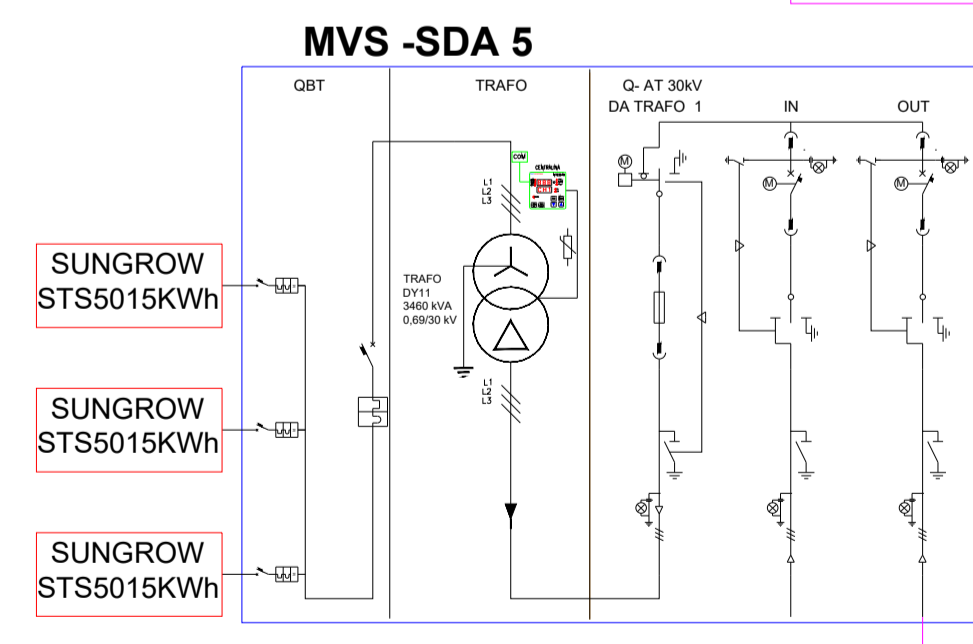 MVS -SDA 5
QBT
TRAFO
Q- AT 30kV
DA TRAFO 1
IN
OUT
COM
CENTRALINA
L1
L2
L3
M
M
M
SUNGROW
STS5015KWh
TRAFO
DY11
3460 kVA
0,69/30 kV
L1
L2
L3
SUNGROW
STS5015KWh
SUNGROW
STS5015KWh